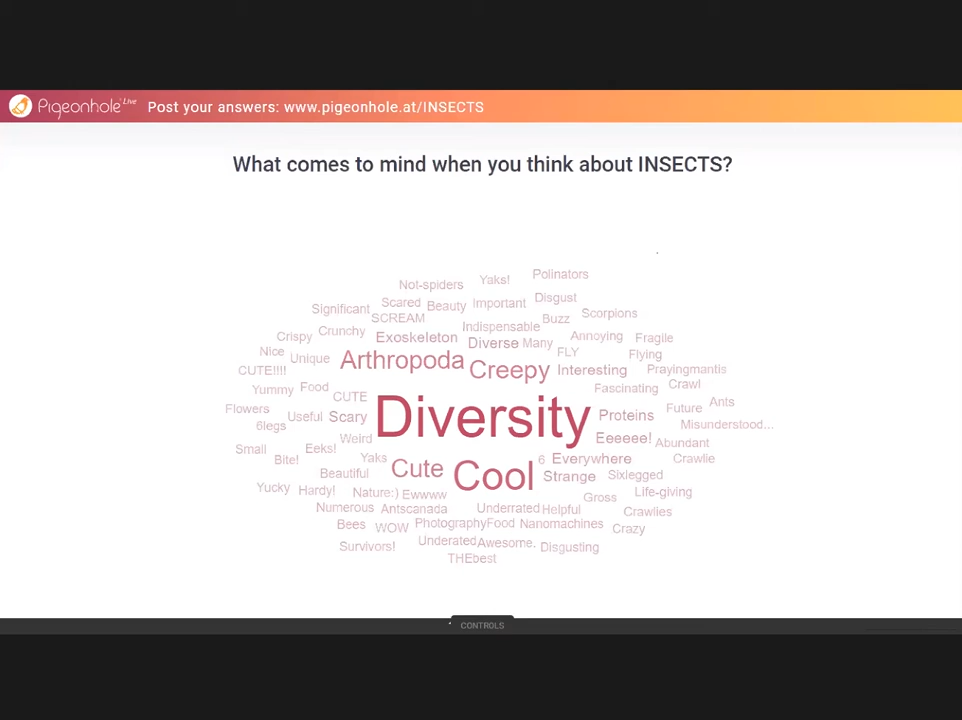 Pigeonhole Live Post your answers: www.pigeonhole.at/INSECTS
What comes to mind when you think about INSECTS?
Not-spiders Yaks! Polinators
Significant Scared Beauty Important Disgust
SCREAM Buzz Scorpions
Crispy Crunchy Exoskeleton Indispensable Annoying Fragile
Diverse Many
Nice Unique Arthropoda Creepy FLY Flying
CUTE!!!! Interesting Prayingmantis
Yummy Food CUTE Fascinating Crawl
Flowers Useful Scary Diversity Proteins Future Ants
6legs Misunderstood...
Small Eeks! Weird Eeeeee! Abundant
Bite! Yaks Cute Cool 6 Everywhere Crawlie
Beautiful Strange Sixlegged
Yucky Hardy! Nature:) Ewwww Gross Life-giving
Numerous Antscanada Underrated Helpful Crawlies
Bees WOW PhotographyFood Nanomachines Crazy
Survivors! Underated Awesome. Disgusting
THEbest
CONTROLS